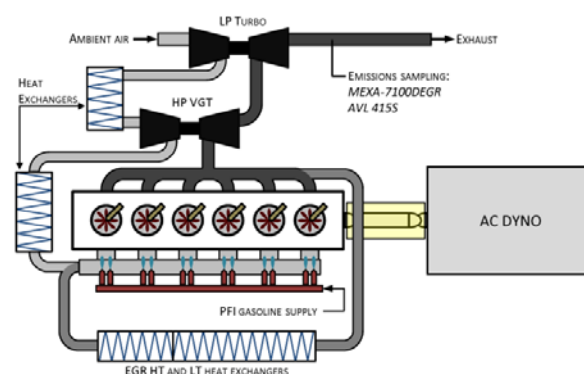 LP TURBO
AMBIENT AIR
EXHAUST
EMISSIONS SAMPLING:
MEXA-7100DEGR
AVL 415S
HEAT
EXCHANGERS
HP VGT
AC DYNO
PFI GASOLINE SUPPLY
EGR HT AND LT HEAT EXCHANGERS